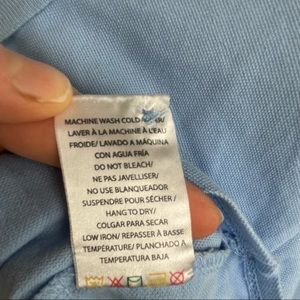 MACHINE WASH COLD
LAVER À LA MACHINE À L'EAU
FROIDE/ LAVADO A MÁQUINA
CON AGUA FRÍA
DO NOT BLEACH/
NE PAS JAVELLISER/
NO USE BLANQUEADOR
SUSPENDRE POUR SÉCHER /
HANG TO DRY/
COLGAR PARA SECAR
LOW IRON/ REPASSER À BASSE
TEMPÉRATURE/ PLANCHADO A
TEMPERATURA BAJA